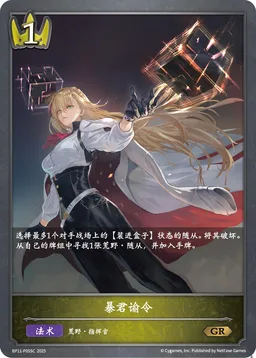 1
选择最多1个对手战场上的【装进盒子】状态的随从。将其破坏。
从自己的牌组中寻找1张荒野·随从，并加入手牌。
暴君谕令
法术
荒野·指挥官
GR
BP11-P05SC 2025
© Cygames, Inc. Published by NetEase Games